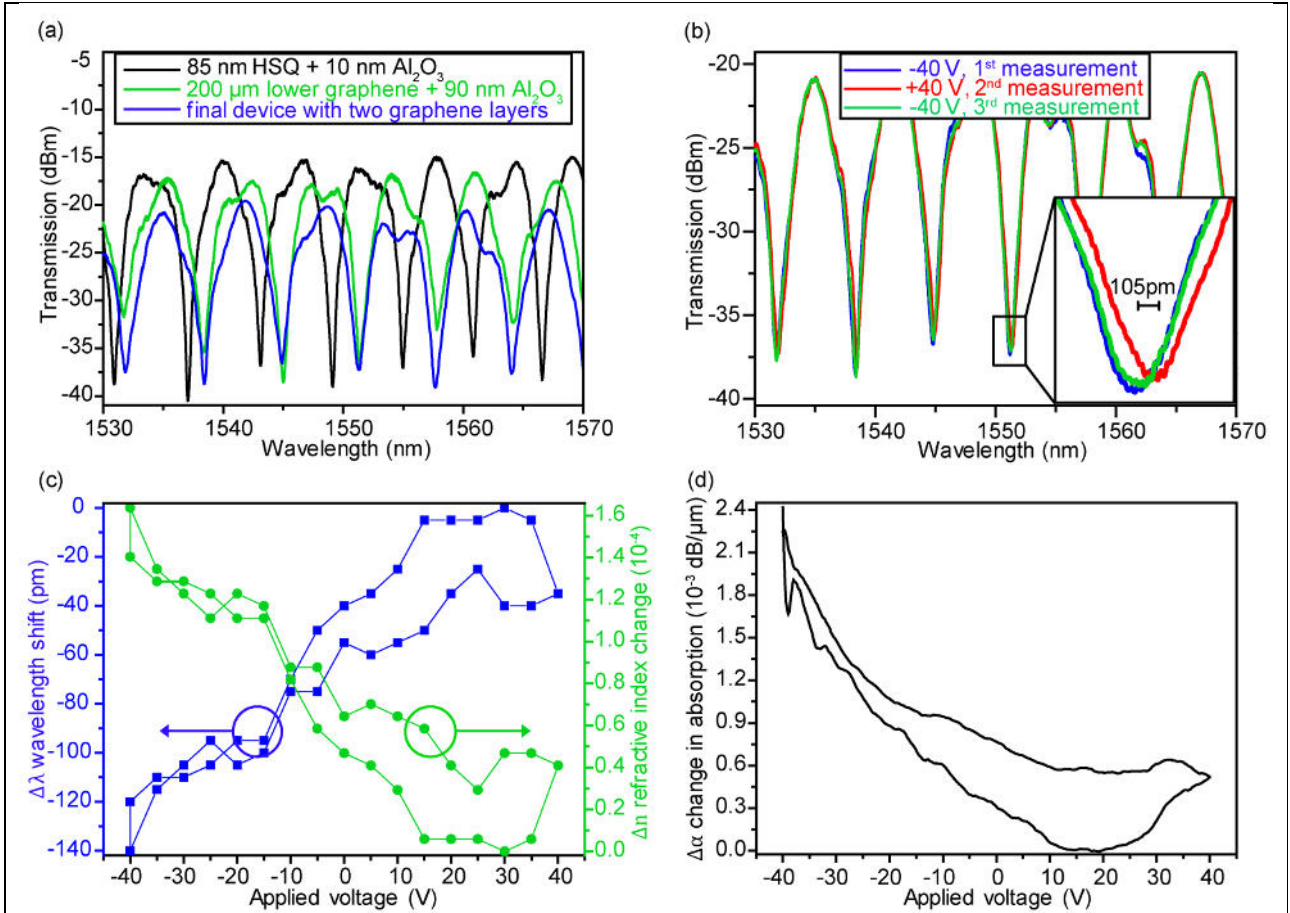 (a)
85 nm HSQ + 10 nm Al₂O₃
200 µm lower graphene + 90 nm Al₂O₃
final device with two graphene layers
Transmission (dBm)
-5
-10
-15
-20
-25
-30
-35
-40
1530 1540 1550 1560 1570
Wavelength (nm)
(b)
-40 V, 1ˢᵗ measurement
+40 V, 2ⁿᵈ measurement
-40 V, 3ʳᵈ measurement
Transmission (dBm)
-20
-25
-30
-35
-40
105pm
1530 1540 1550 1560 1570
Wavelength (nm)
(c)
Δλ wavelength shift (pm)
0
-20
-40
-60
-80
-100
-120
-140
1.6
1.4
1.2
1.0
0.8
0.6
0.4
0.2
0.0
Δn refractive index change (10⁻⁴)
-40 -30 -20 -10 0 10 20 30 40
Applied voltage (V)
(d)
Δα change in absorption (10⁻³ dB/µm)
2.4
2.1
1.8
1.5
1.2
0.9
0.6
0.3
0.0
-40 -30 -20 -10 0 10 20 30 40
Applied voltage (V)